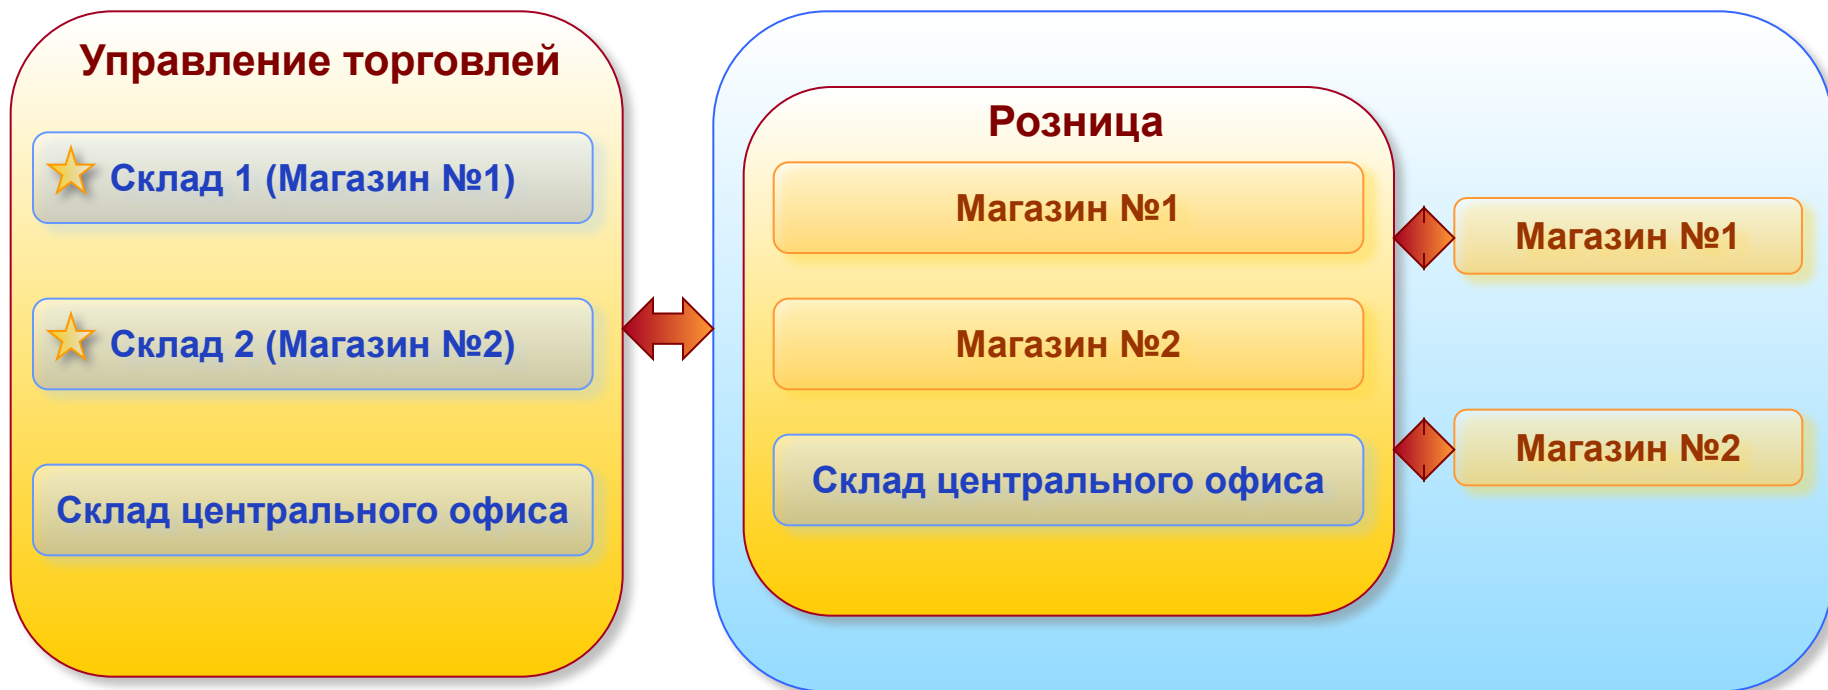 Управление торговлей
Склад 1 (Магазин №1)
Склад 2 (Магазин №2)
Склад центрального офиса
Розница
Магазин №1
Магазин №2
Склад центрального офиса
Магазин №1
Магазин №2